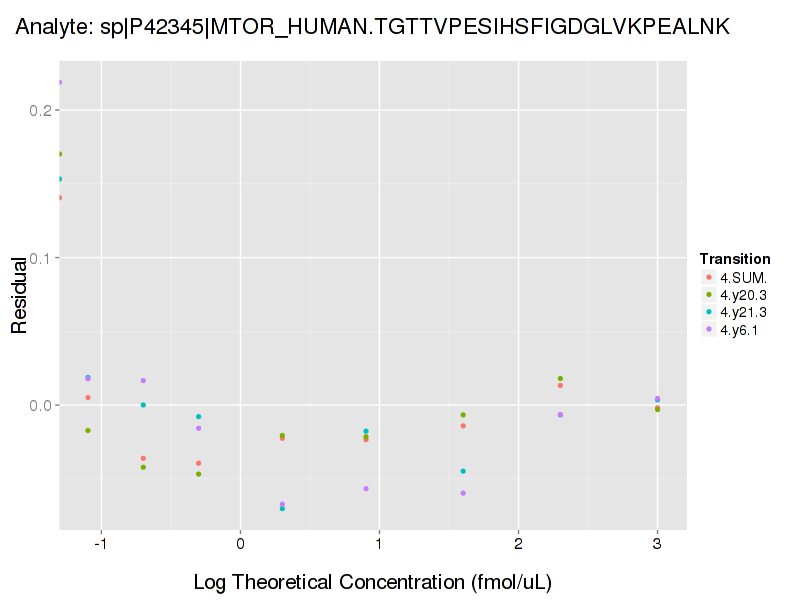 Analyte: sp|P42345|MTOR_HUMAN.TGTTVPESIHSFIGDGLVKPEALNK
0.2
0.1
0.0
Residual
-1 0 1 2 3
Log Theoretical Concentration (fmol/uL)
Transition
4.SUM.
4.y20.3
4.y21.3
4.y6.1